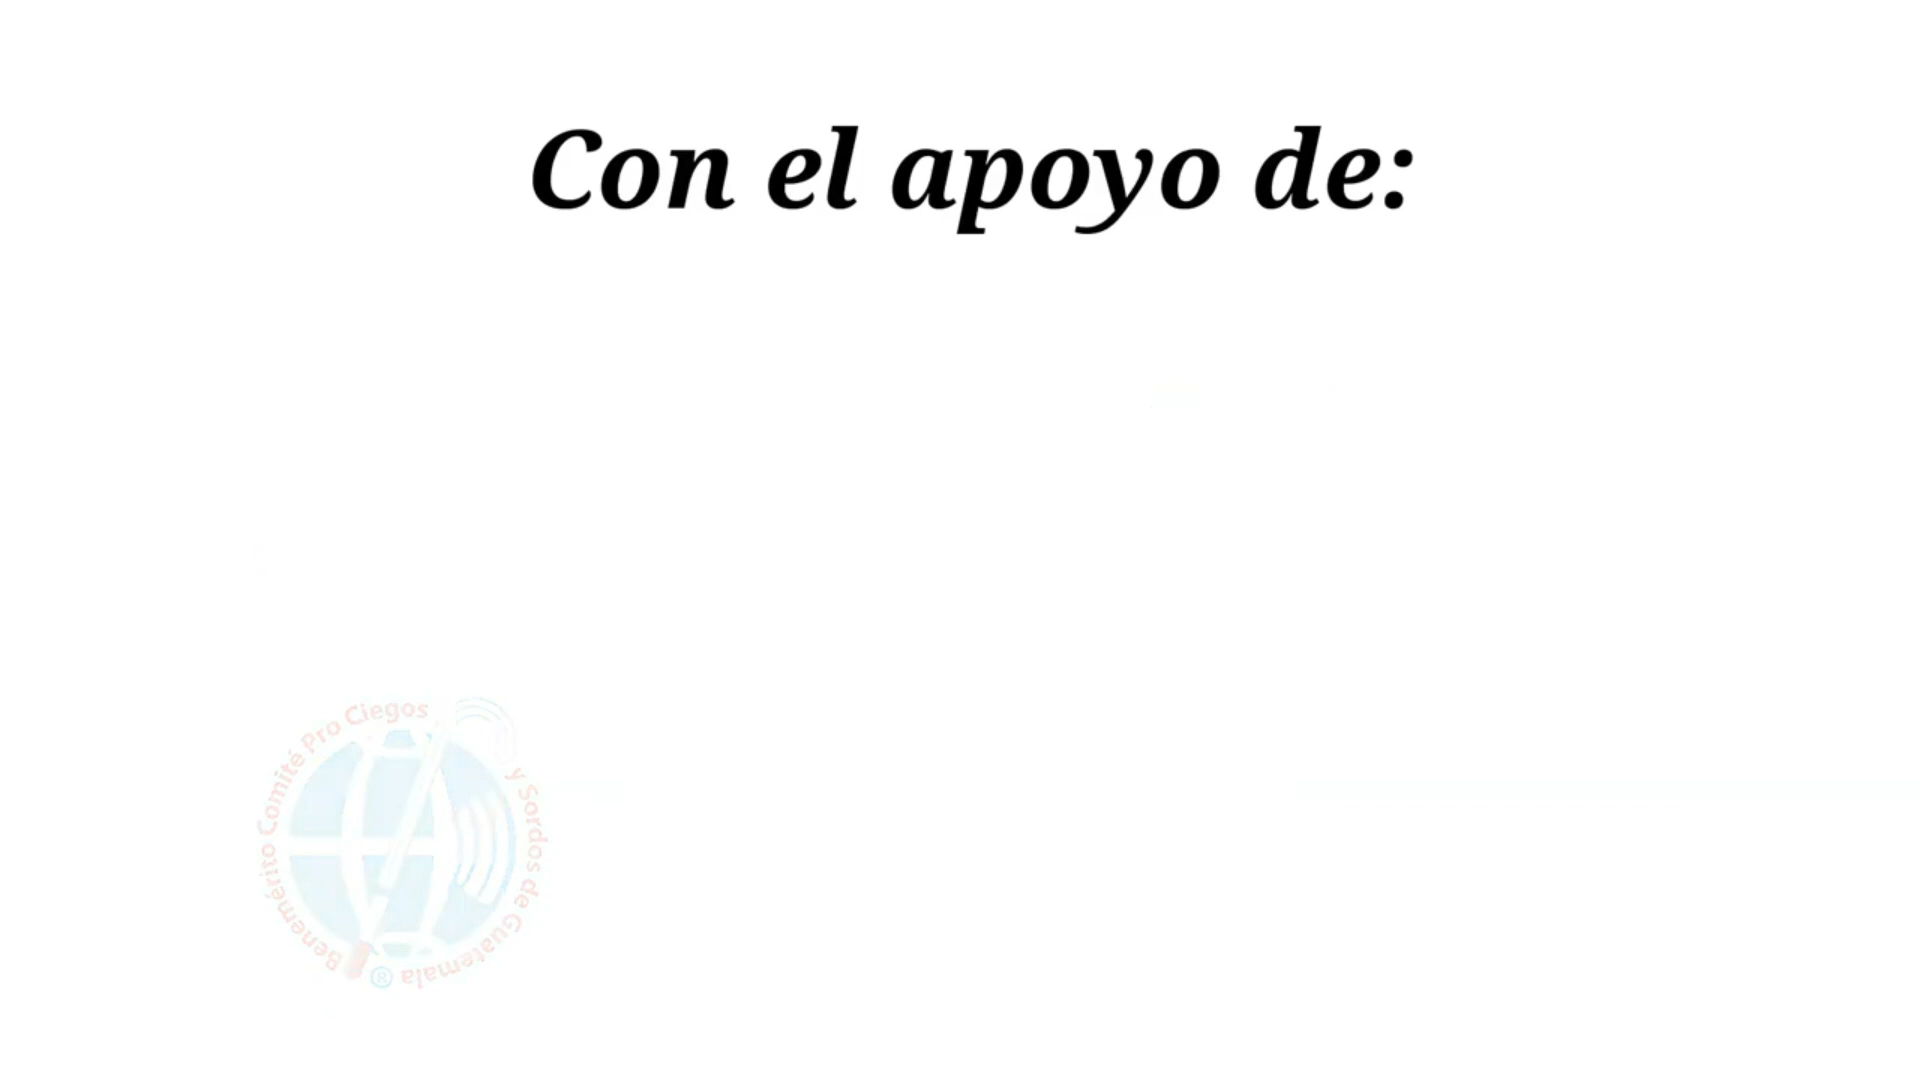 Con el apoyo de:
Benemérito Comité Pro Ciegos y Sordos de Guatemala ®